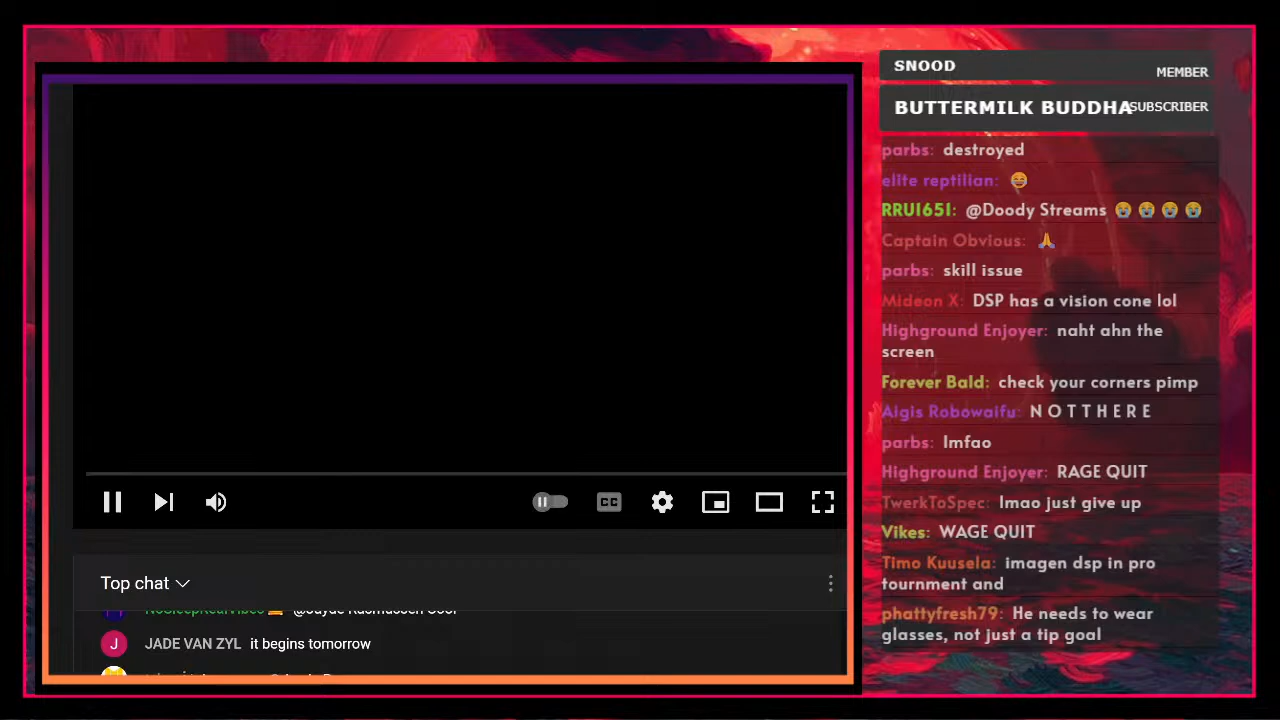 SNOOD
MEMBER
BUTTERMILK BUDDHA
SUBSCRIBER
parbs: destroyed
elite reptilian: 😂
RRU1651: @Doody Streams 😭 😭 😭 😭
Captain Obvious: 🙏
parbs: skill issue
Mideon X: DSP has a vision cone lol
Highground Enjoyer: naht ahn the
screen
Forever Bald: check your corners pimp
Aigis Robowaifu: N O T T H E R E
parbs: lmfao
Highground Enjoyer: RAGE QUIT
TwerkToSpec: lmao just give up
Vikes: WAGE QUIT
Timo Kuusela: imagen dsp in pro
tournment and
phattyfresh79: He needs to wear
glasses, not just a tip goal
CC
Top chat
J JADE VAN ZYL it begins tomorrow